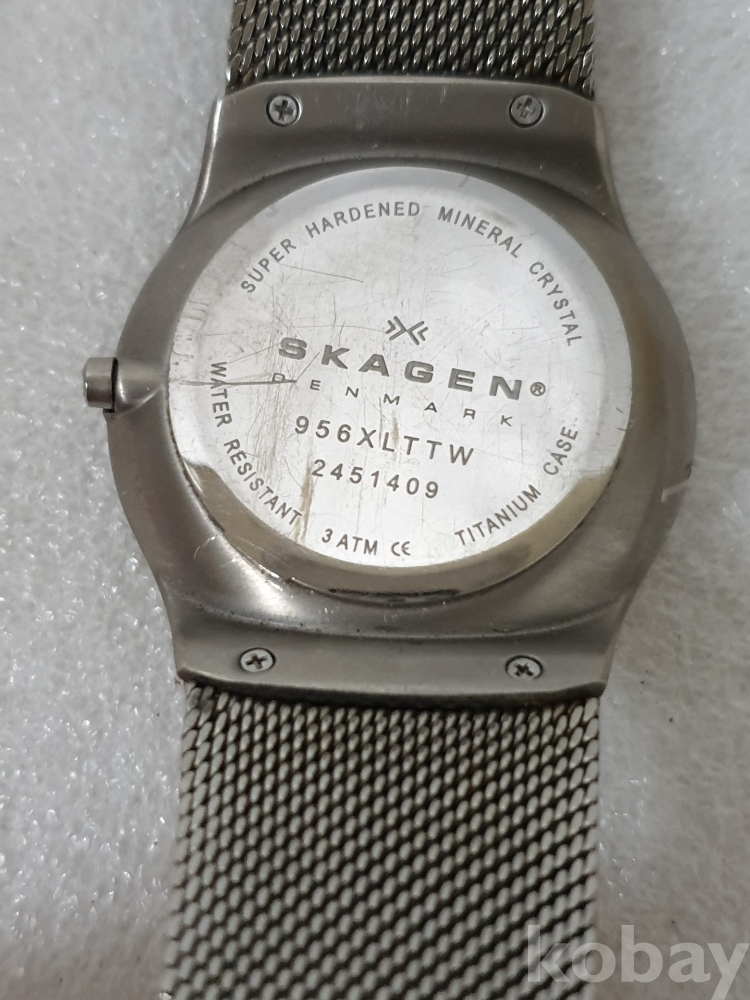 SUPER HARDENED MINERAL CRYSTAL
SKAGEN®
DENMARK
956XLTTW
2451409
WATER RESISTANT 3 ATM CE TITANIUM CASE
kobay